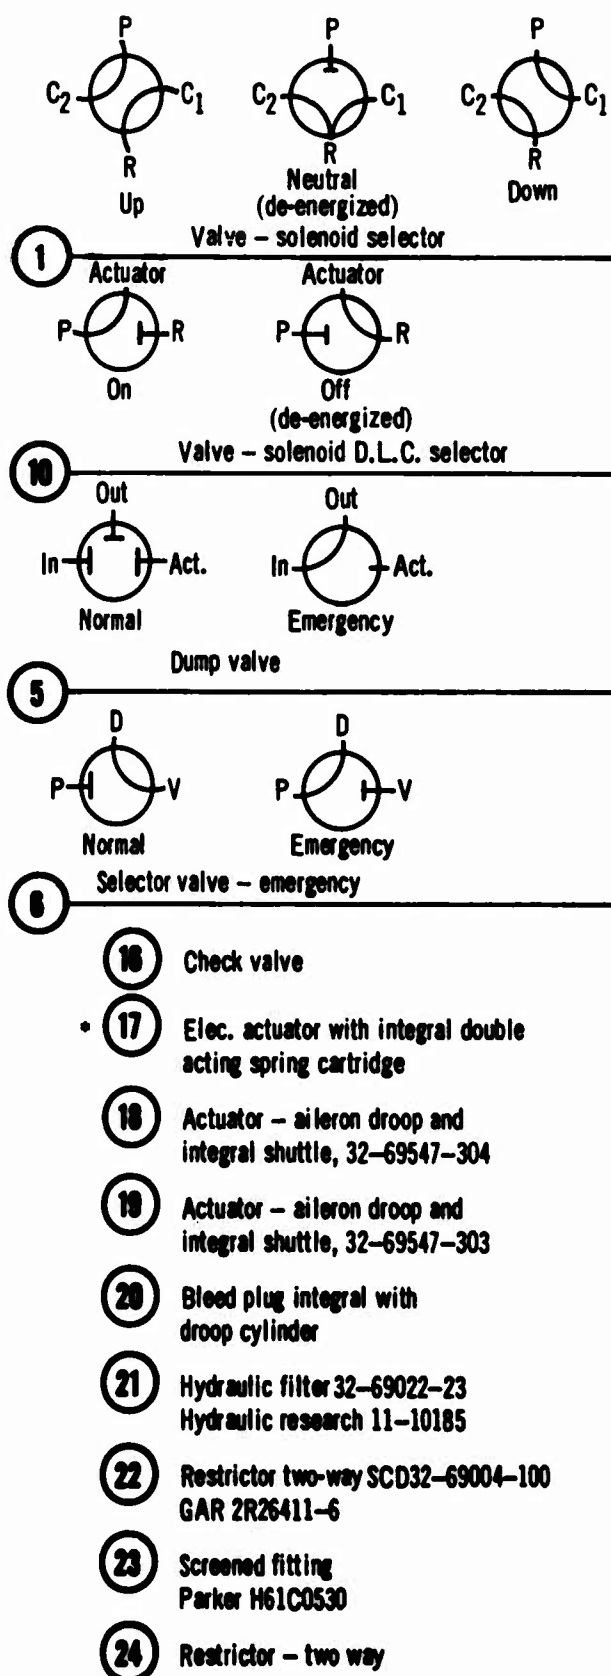 P P P
C2 C1 C2 C1 C2 C1
R R R
Up Neutral Down
(de-energized)
Valve – solenoid selector
1
Actuator Actuator
P R P R
On Off
(de-energized)
Valve – solenoid D.L.C. selector
10
Out Out
In Act. In Act.
Normal Emergency
Dump valve
5
D D
P V P V
Normal Emergency
Selector valve – emergency
6
16 Check valve
* 17 Elec. actuator with integral double
acting spring cartridge
18 Actuator – aileron droop and
integral shuttle, 32–69547–304
19 Actuator – aileron droop and
integral shuttle, 32–69547–303
20 Bleed plug integral with
droop cylinder
21 Hydraulic filter 32–69022–23
Hydraulic research 11–10185
22 Restrictor two-way SCD32–69004–100
GAR 2R26411–6
23 Screened fitting
Parker H61C0530
24 Restrictor – two way